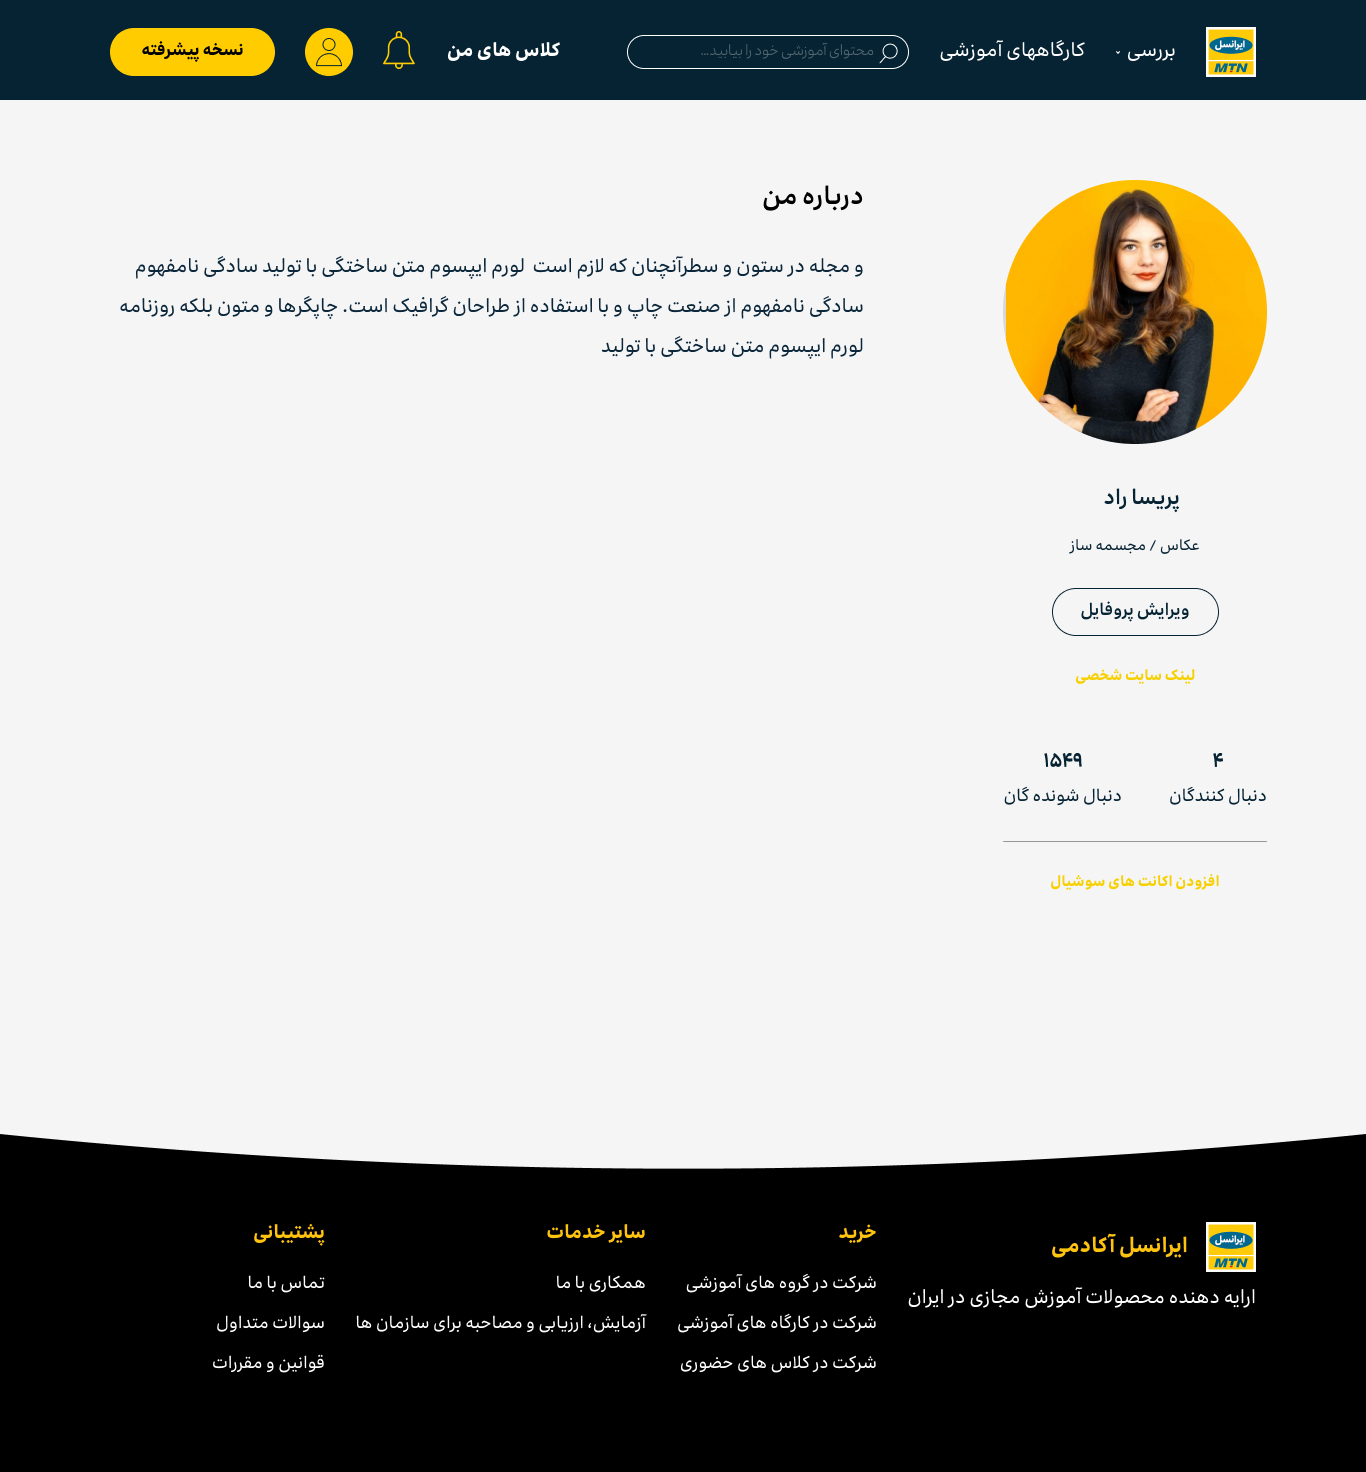 ایرانسل
MTN
بررسی
کارگاههای آموزشی
محتوای آموزشی خود را بیابید...
کلاس های من
نسخه پیشرفته
درباره من
و مجله در ستون و سطرآنچنان که لازم است لورم ایپسوم متن ساختگی با تولید سادگی نامفهوم
سادگی نامفهوم از صنعت چاپ و با استفاده از طراحان گرافیک است. چاپگرها و متون بلکه روزنامه
لورم ایپسوم متن ساختگی با تولید
پریسا راد
عکاس / مجسمه ساز
ویرایش پروفایل
لینک سایت شخصی
۴
دنبال کنندگان
۱۵۴۹
دنبال شونده گان
افزودن اکانت های سوشیال
ایرانسل
MTN
ایرانسل آکادمی
ارایه دهنده محصولات آموزش مجازی در ایران
خرید
شرکت در گروه های آموزشی
شرکت در کارگاه های آموزشی
شرکت در کلاس های حضوری
سایر خدمات
همکاری با ما
آزمایش، ارزیابی و مصاحبه برای سازمان ها
پشتیبانی
تماس با ما
سوالات متداول
قوانین و مقررات